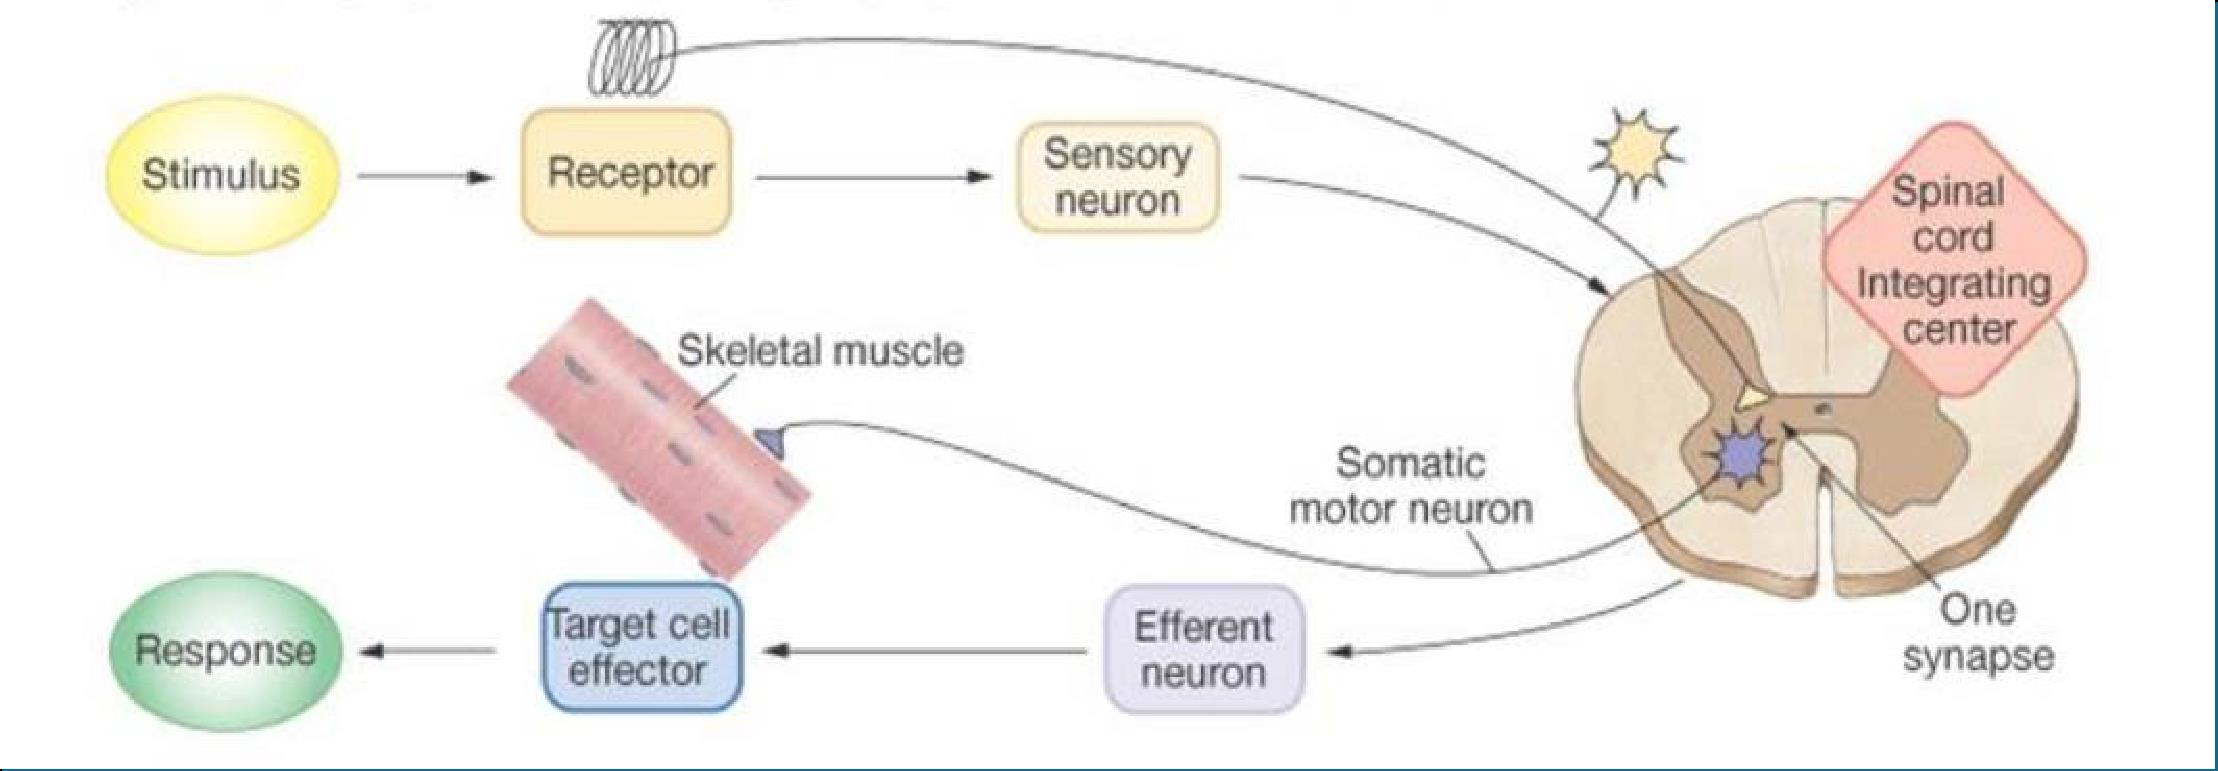 Stimulus
Receptor
Sensory
neuron
Spinal
cord
Integrating
center
Skeletal muscle
Somatic
motor neuron
One
synapse
Response
Target cell
effector
Efferent
neuron